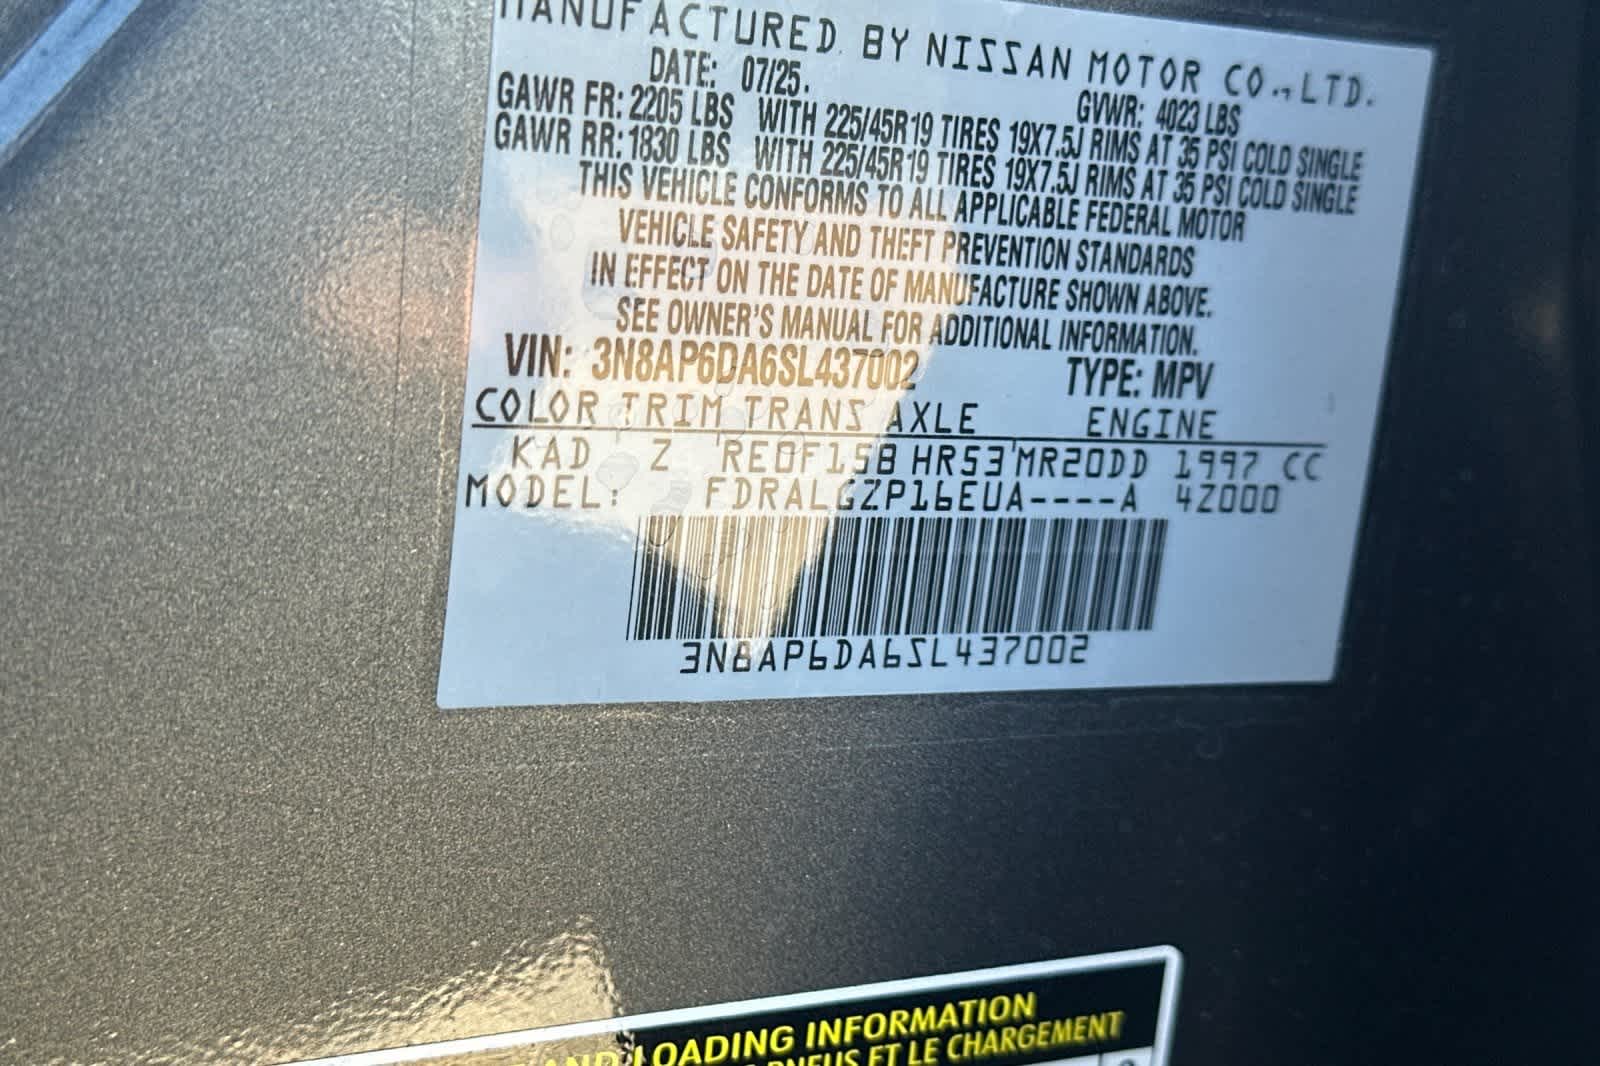 MANUFACTURED BY NISSAN MOTOR CO., LTD.
DATE: 07/25. GVWR: 4023 LBS
GAWR FR: 2205 LBS WITH 225/45R19 TIRES 19X7.5J RIMS AT 35 PSI COLD SINGLE
GAWR RR: 1830 LBS WITH 225/45R19 TIRES 19X7.5J RIMS AT 35 PSI COLD SINGLE
THIS VEHICLE CONFORMS TO ALL APPLICABLE FEDERAL MOTOR
VEHICLE SAFETY AND THEFT PREVENTION STANDARDS
IN EFFECT ON THE DATE OF MANUFACTURE SHOWN ABOVE.
SEE OWNER'S MANUAL FOR ADDITIONAL INFORMATION.
VIN: 3N8AP6DA6SL437002 TYPE: MPV
COLOR TRIM TRANS AXLE ENGINE
KAD Z RE0F15B HR53 MR20DD 1997 CC
MODEL: FDRALGZP16EUA----A 4Z000
3N8AP6DA6SL437002
AND LOADING INFORMATION
PNEUS ET LE CHARGEMENT